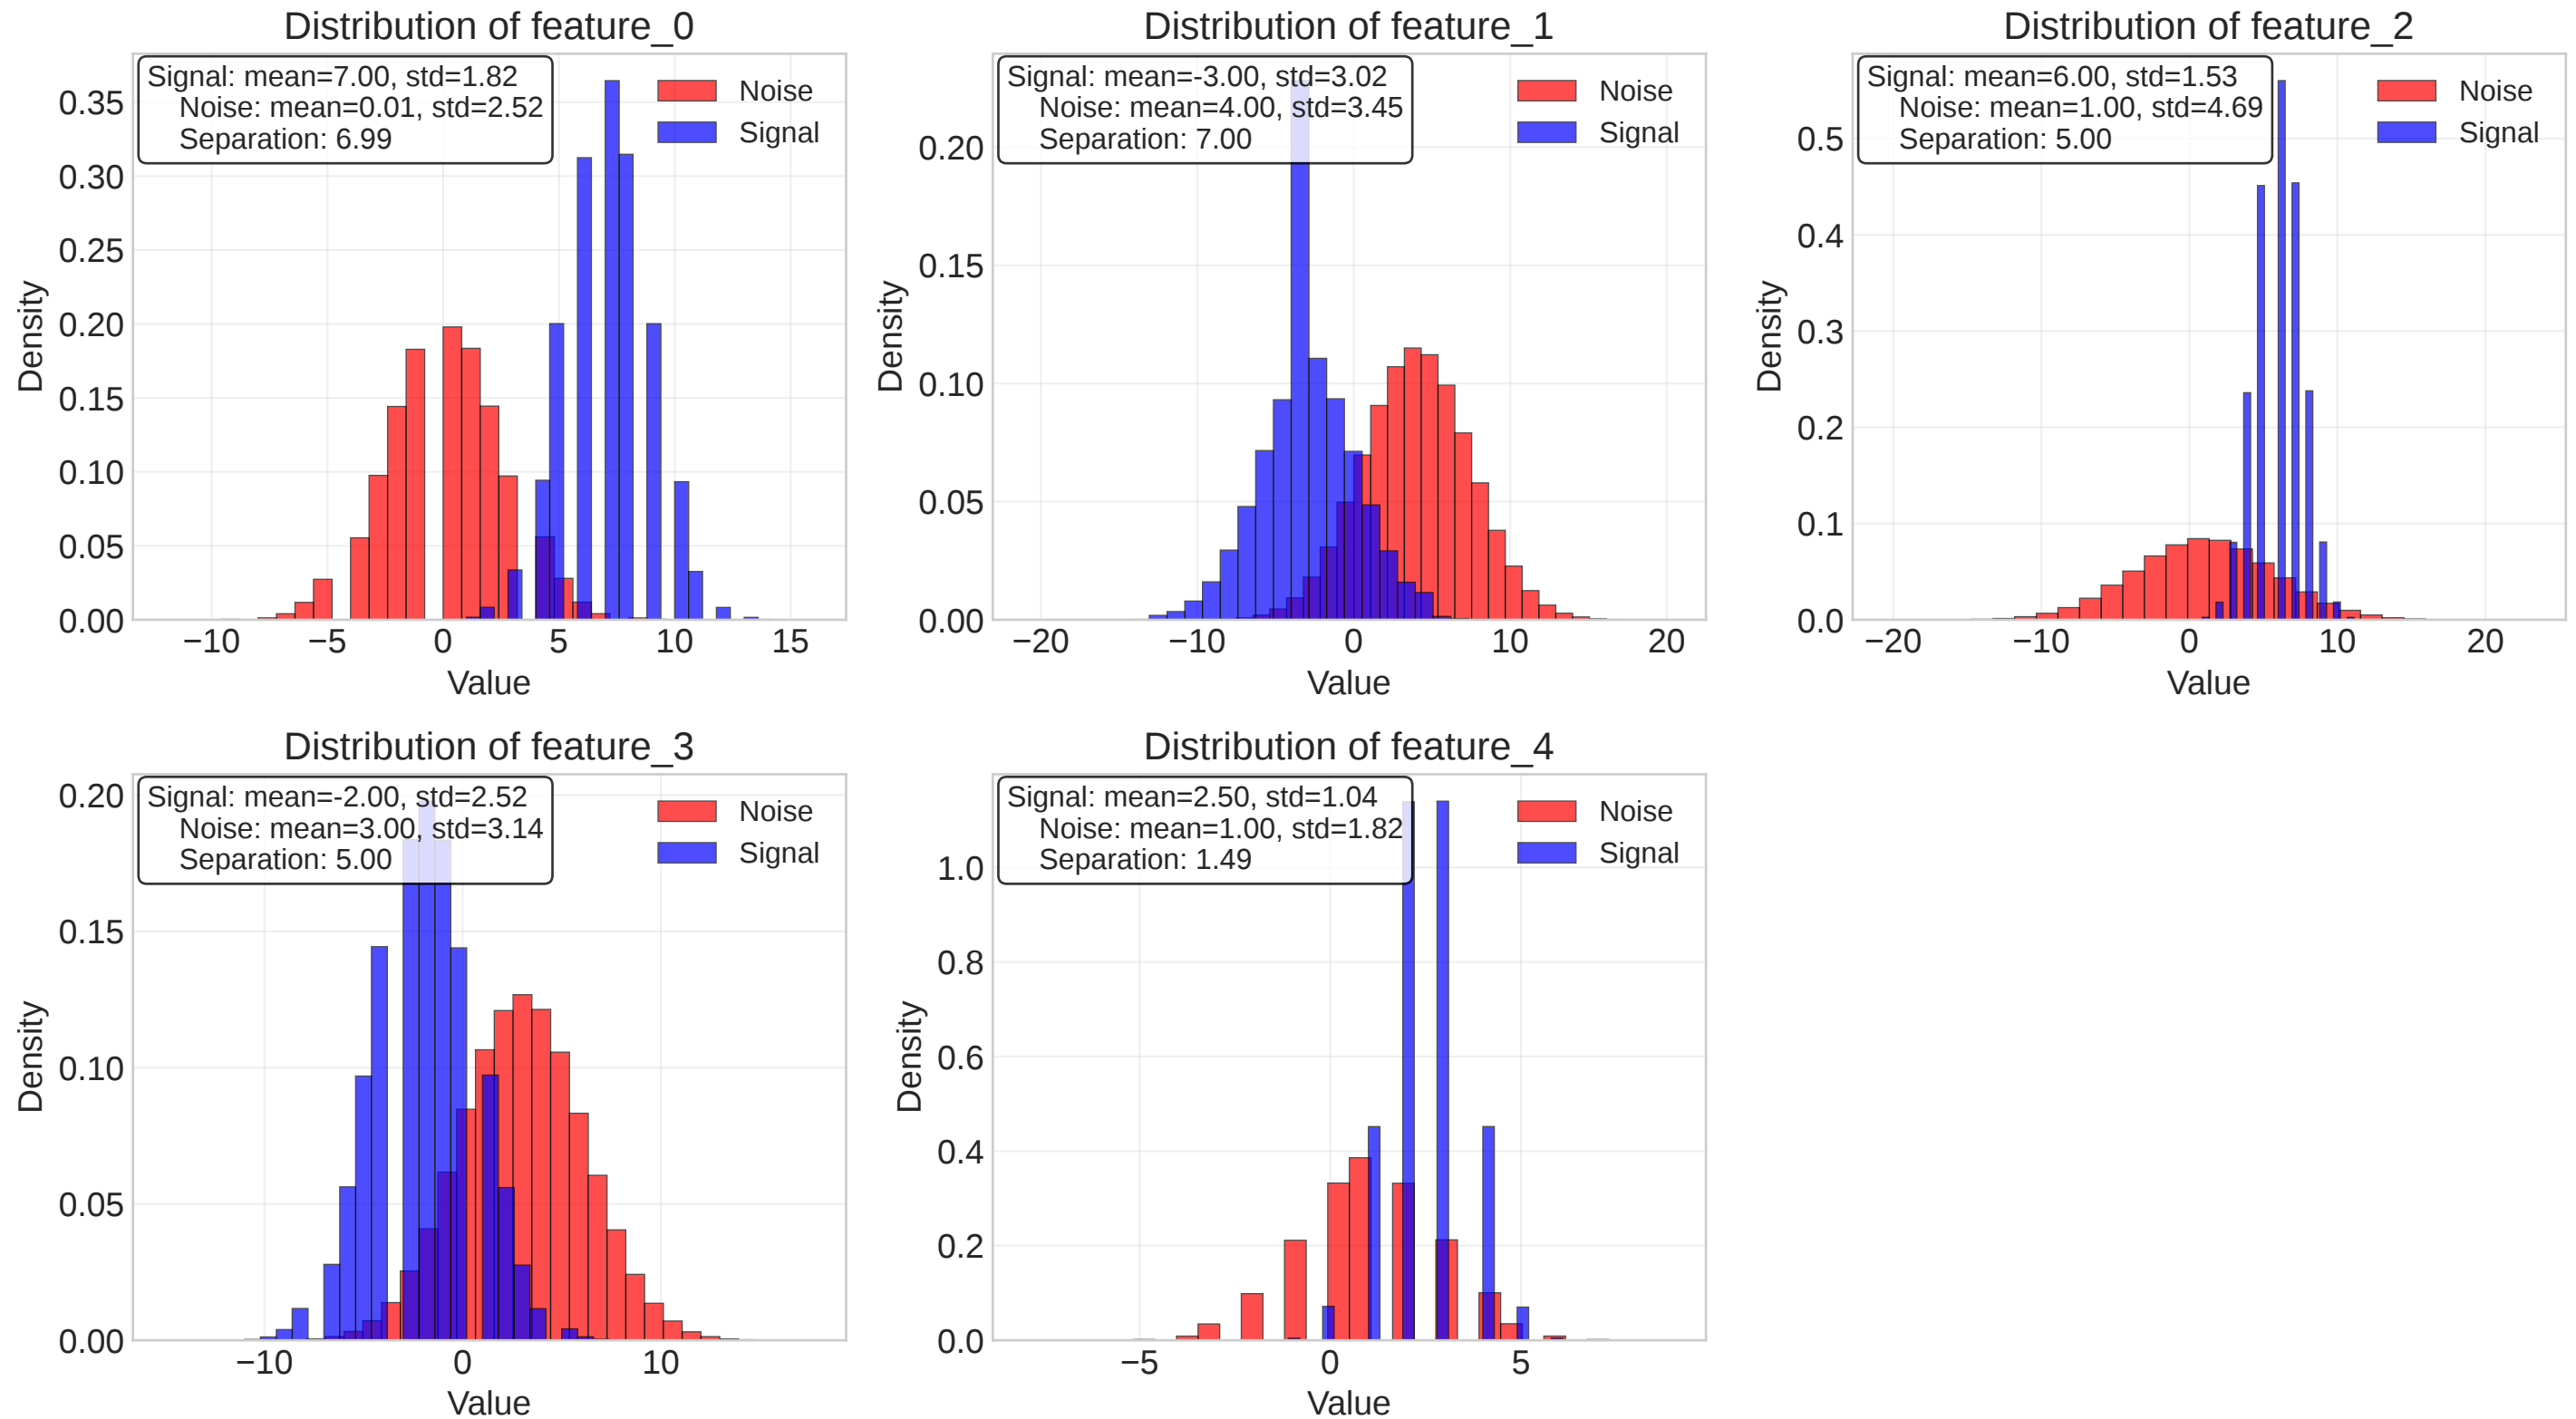 Distribution of feature_0
Signal: mean=7.00, std=1.82
Noise: mean=0.01, std=2.52
Separation: 6.99
Noise
Signal
Density
0.35
0.30
0.25
0.20
0.15
0.10
0.05
0.00
−10
−5
0
5
10
15
Value
Distribution of feature_1
Signal: mean=-3.00, std=3.02
Noise: mean=4.00, std=3.45
Separation: 7.00
Noise
Signal
Density
0.20
0.15
0.10
0.05
0.00
−20
−10
0
10
20
Value
Distribution of feature_2
Signal: mean=6.00, std=1.53
Noise: mean=1.00, std=4.69
Separation: 5.00
Noise
Signal
Density
0.5
0.4
0.3
0.2
0.1
0.0
−20
−10
0
10
20
Value
Distribution of feature_3
Signal: mean=-2.00, std=2.52
Noise: mean=3.00, std=3.14
Separation: 5.00
Noise
Signal
Density
0.20
0.15
0.10
0.05
0.00
−10
0
10
Value
Distribution of feature_4
Signal: mean=2.50, std=1.04
Noise: mean=1.00, std=1.82
Separation: 1.49
Noise
Signal
Density
1.0
0.8
0.6
0.4
0.2
0.0
−5
0
5
Value